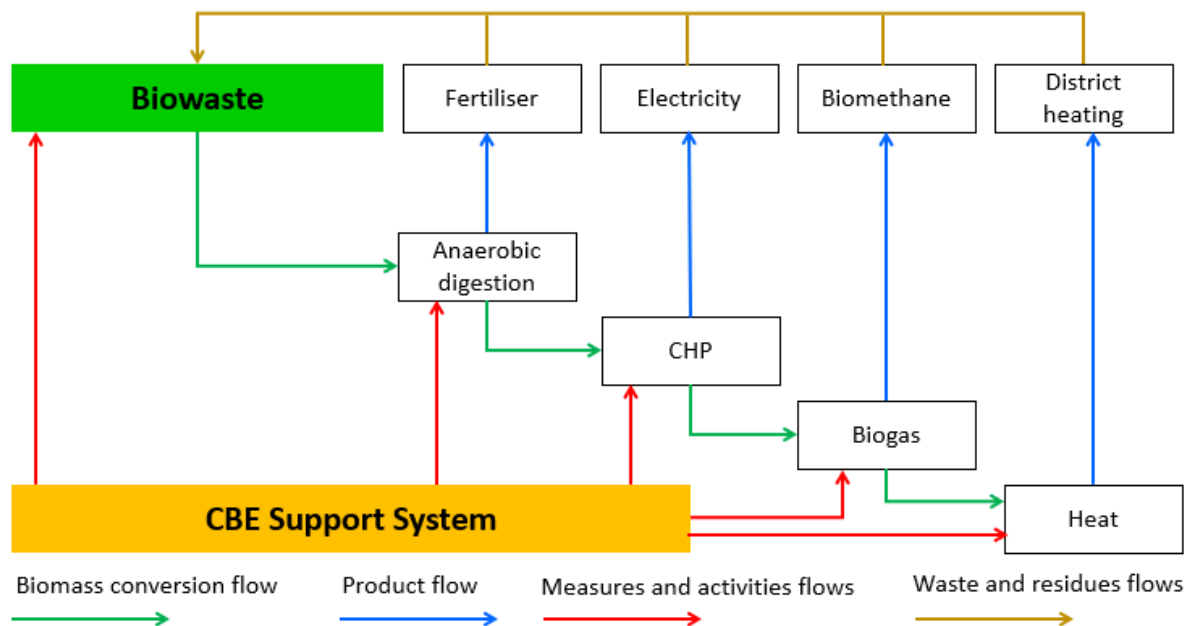 Biowaste
Fertiliser
Electricity
Biomethane
District
heating
Anaerobic
digestion
CHP
Biogas
CBE Support System
Heat
Biomass conversion flow
Product flow
Measures and activities flows
Waste and residues flows